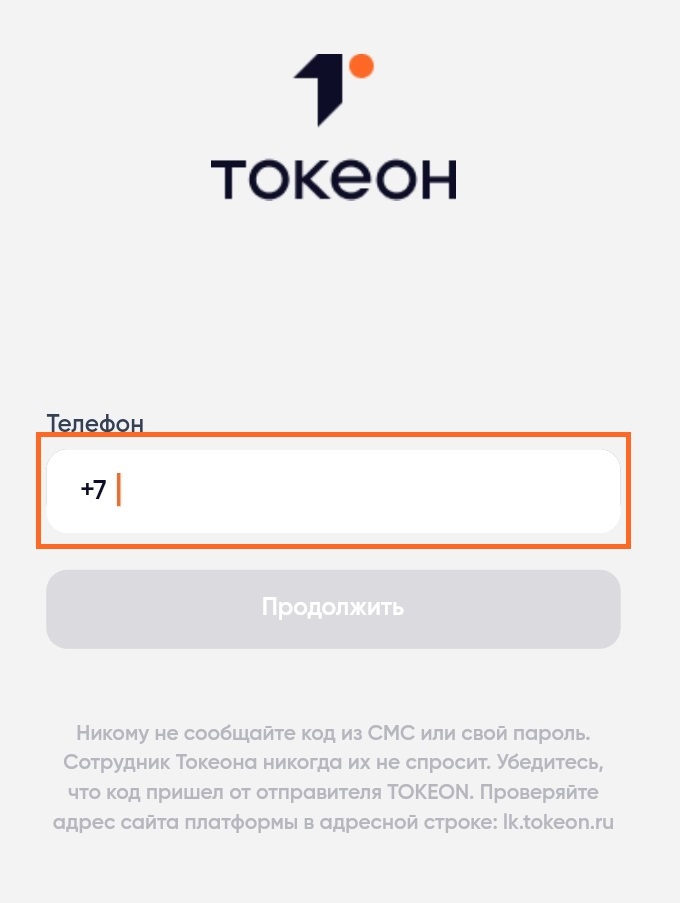 токеон
Телефон
+7
Продолжить
Никому не сообщайте код из СМС или свой пароль.
Сотрудник Токеона никогда их не спросит. Убедитесь,
что код пришел от отправителя TOKEON. Проверяйте
адрес сайта платформы в адресной строке: lk.tokeon.ru